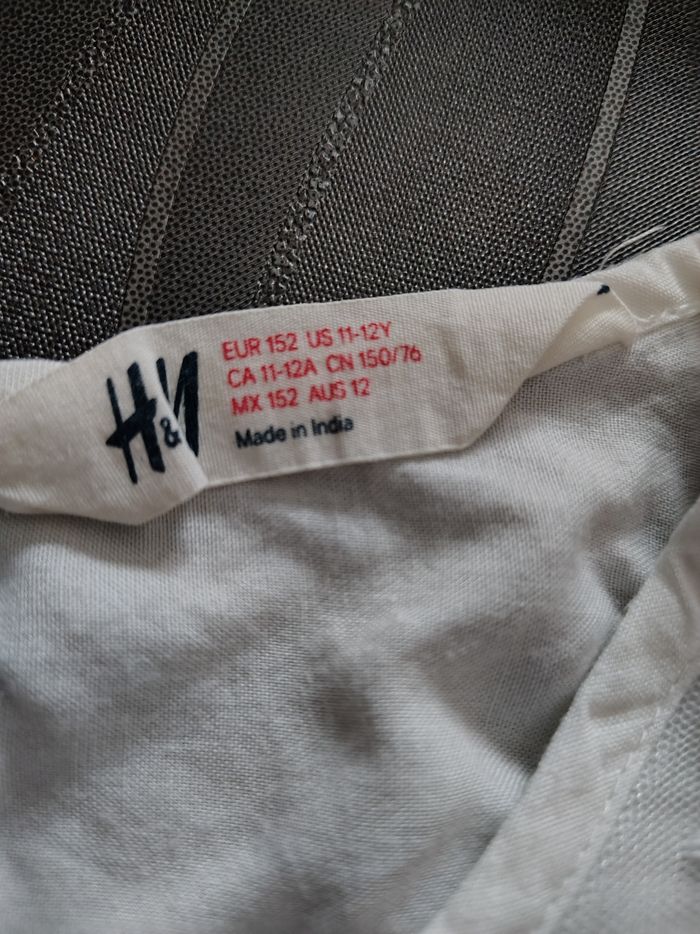 H&M
EUR 152 US 11-12Y
CA 11-12A CN 150/76
MX 152 AUS 12
Made in India